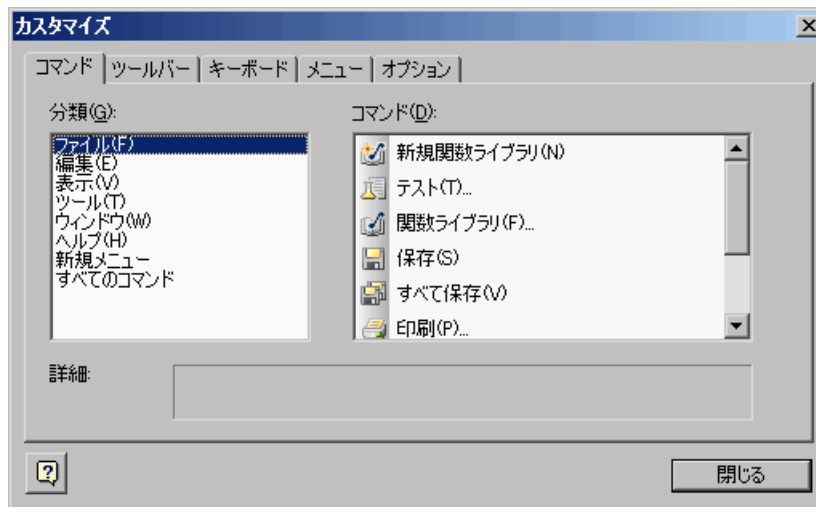 カスタマイズ
コマンド ツールバー キーボード メニュー オプション
分類(G):
ファイル(F)
編集(E)
表示(V)
ツール(T)
ウィンドウ(W)
ヘルプ(H)
新規メニュー
すべてのコマンド
コマンド(D):
新規関数ライブラリ(N)
テスト(T)...
関数ライブラリ(F)...
保存(S)
すべて保存(V)
印刷(P)...
詳細:
閉じる